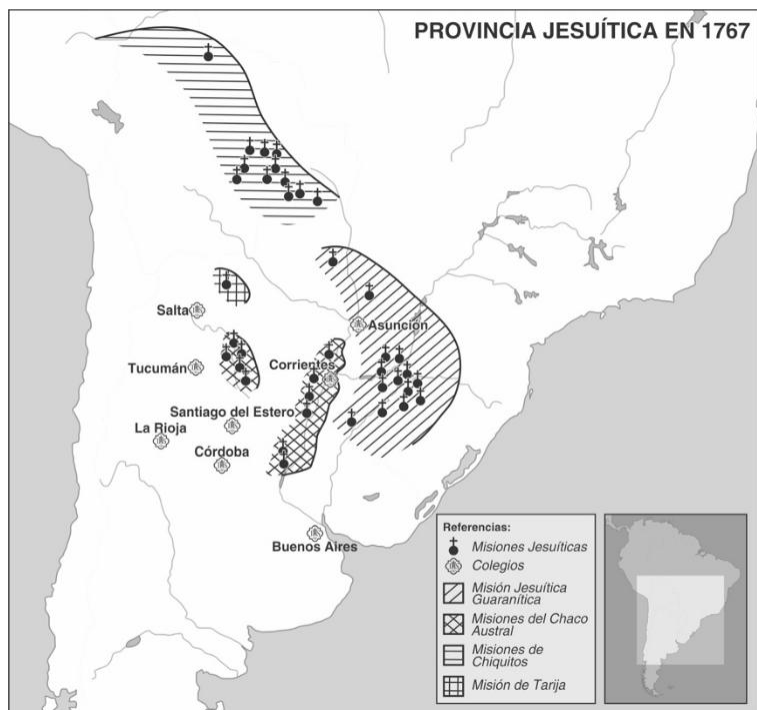 PROVINCIA JESUÍTICA EN 1767
Salta
Asunción
Tucumán
Corrientes
Santiago del Estero
La Rioja
Córdoba
Buenos Aires
Referencias:
Misiones Jesuíticas
Colegios
Misión Jesuítica
Guaranítica
Misiones del Chaco
Austral
Misiones de
Chiquitos
Misión de Tarija